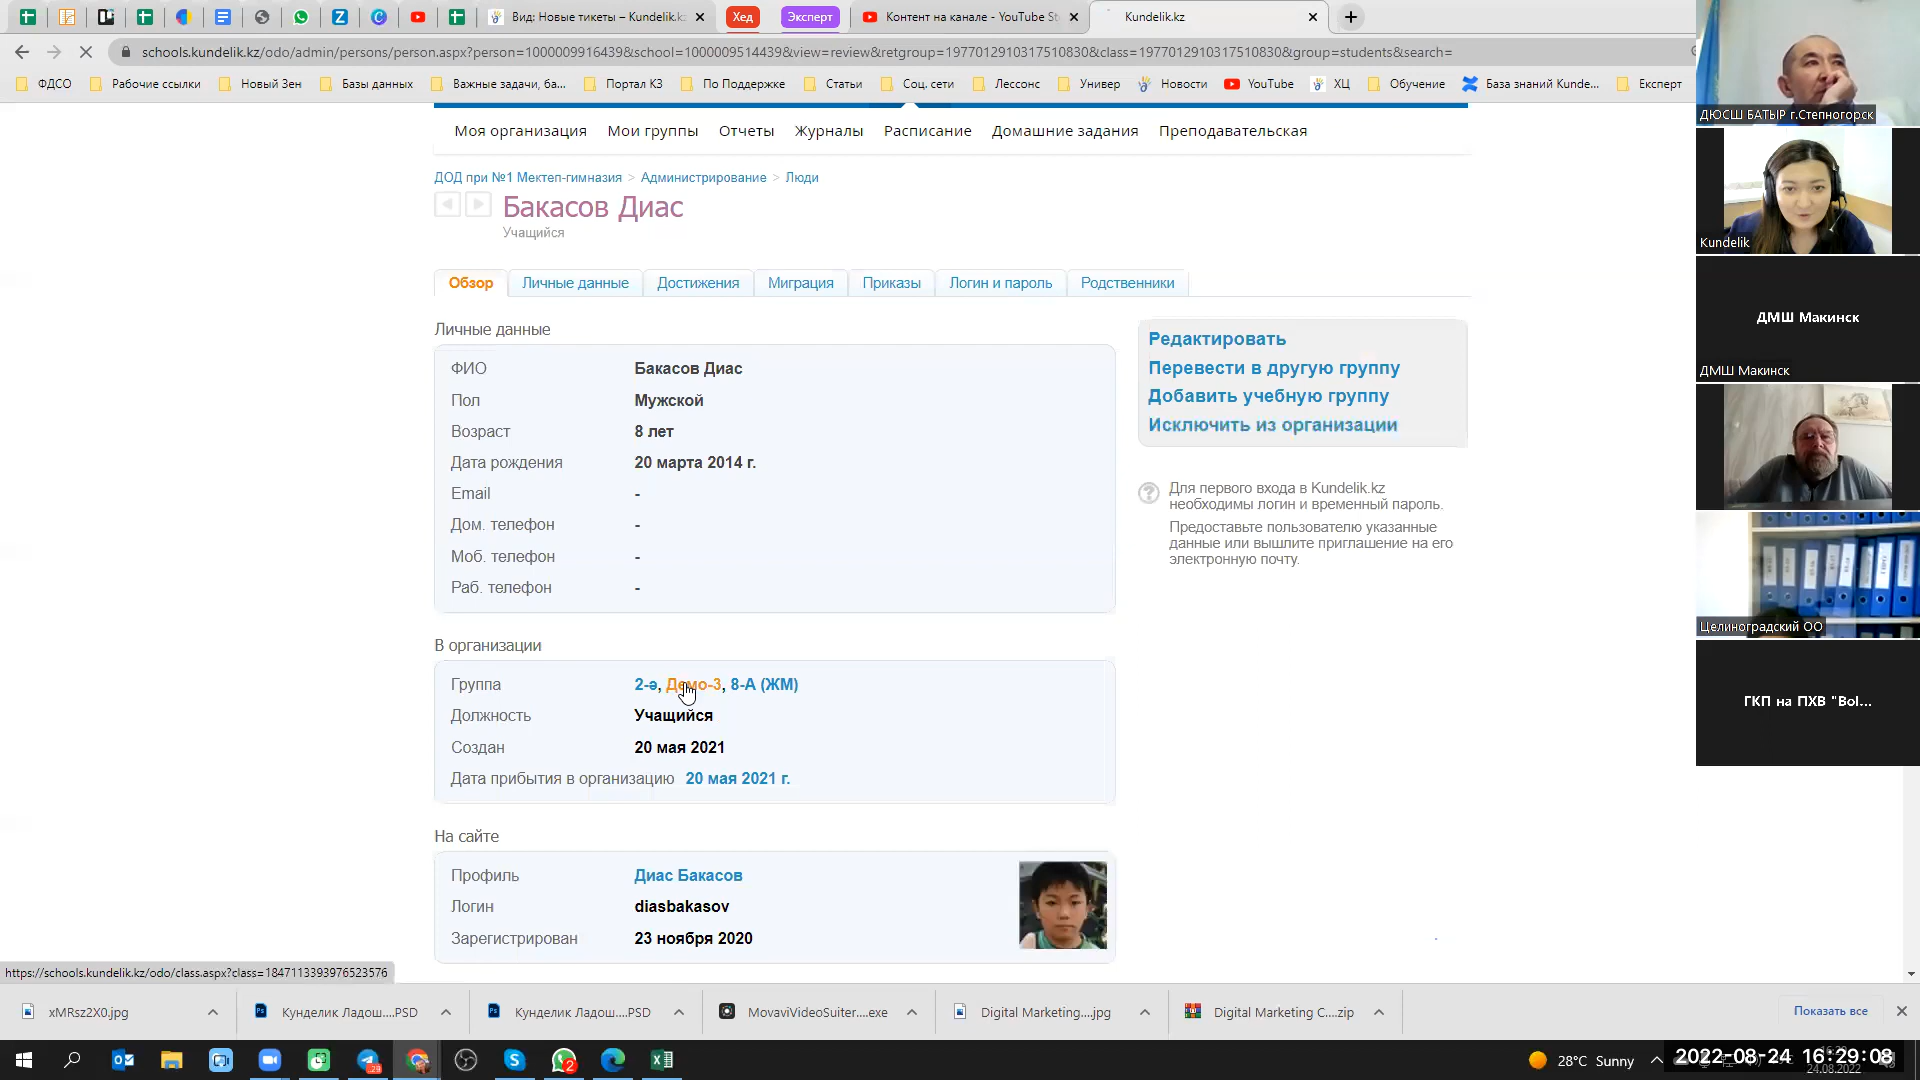 Вид: Новые тикеты – Kundelik.kz
Хед
Эксперт
Контент на канале - YouTube St
Kundelik.kz
schools.kundelik.kz/odo/admin/persons/person.aspx?person=1000009916439&school=1000009514439&view=review&retgroup=1977012910317510830&class=1977012910317510830&group=students&search=
ФДСО
Рабочие ссылки
Новый Зен
Базы данных
Важные задачи, ба...
Портал КЗ
По Поддержке
Статьи
Соц. сети
Лессонс
Универ
Новости
YouTube
ХЦ
Обучение
База знаний Kunde...
Експерт
Моя организация
Мои группы
Отчеты
Журналы
Расписание
Домашние задания
Преподавательская
ДОД при №1 Мектеп-гимназия > Администрирование > Люди
Бакасов Диас
Учащийся
Обзор
Личные данные
Достижения
Миграция
Приказы
Логин и пароль
Родственники
Личные данные
ФИО Бакасов Диас
Пол Мужской
Возраст 8 лет
Дата рождения 20 марта 2014 г.
Email -
Дом. телефон -
Моб. телефон -
Раб. телефон -
Редактировать
Перевести в другую группу
Добавить учебную группу
Исключить из организации
Для первого входа в Kundelik.kz
необходимы логин и временный пароль.
Предоставьте пользователю указанные
данные или вышлите приглашение на его
электронную почту.
В организации
Группа 2-ә, Демо-3, 8-А (ЖМ)
Должность Учащийся
Создан 20 мая 2021
Дата прибытия в организацию 20 мая 2021 г.
На сайте
Профиль Диас Бакасов
Логин diasbakasov
Зарегистрирован 23 ноября 2020
https://schools.kundelik.kz/odo/class.aspx?class=1847113393976523576
ДЮСШ БАТЫР г.Степногорск
Kundelik
ДМШ Макинск
ДМШ Макинск
Целиноградский ОО
ГКП на ПХВ "Bol...
xMRsz2X0.jpg
Кунделик Ладош....PSD
Кунделик Ладош....PSD
MovaviVideoSuiter....exe
Digital Marketing....jpg
Digital Marketing C....zip
Показать все
28°C Sunny
2022-08-24 16:29:08
24.08.2022